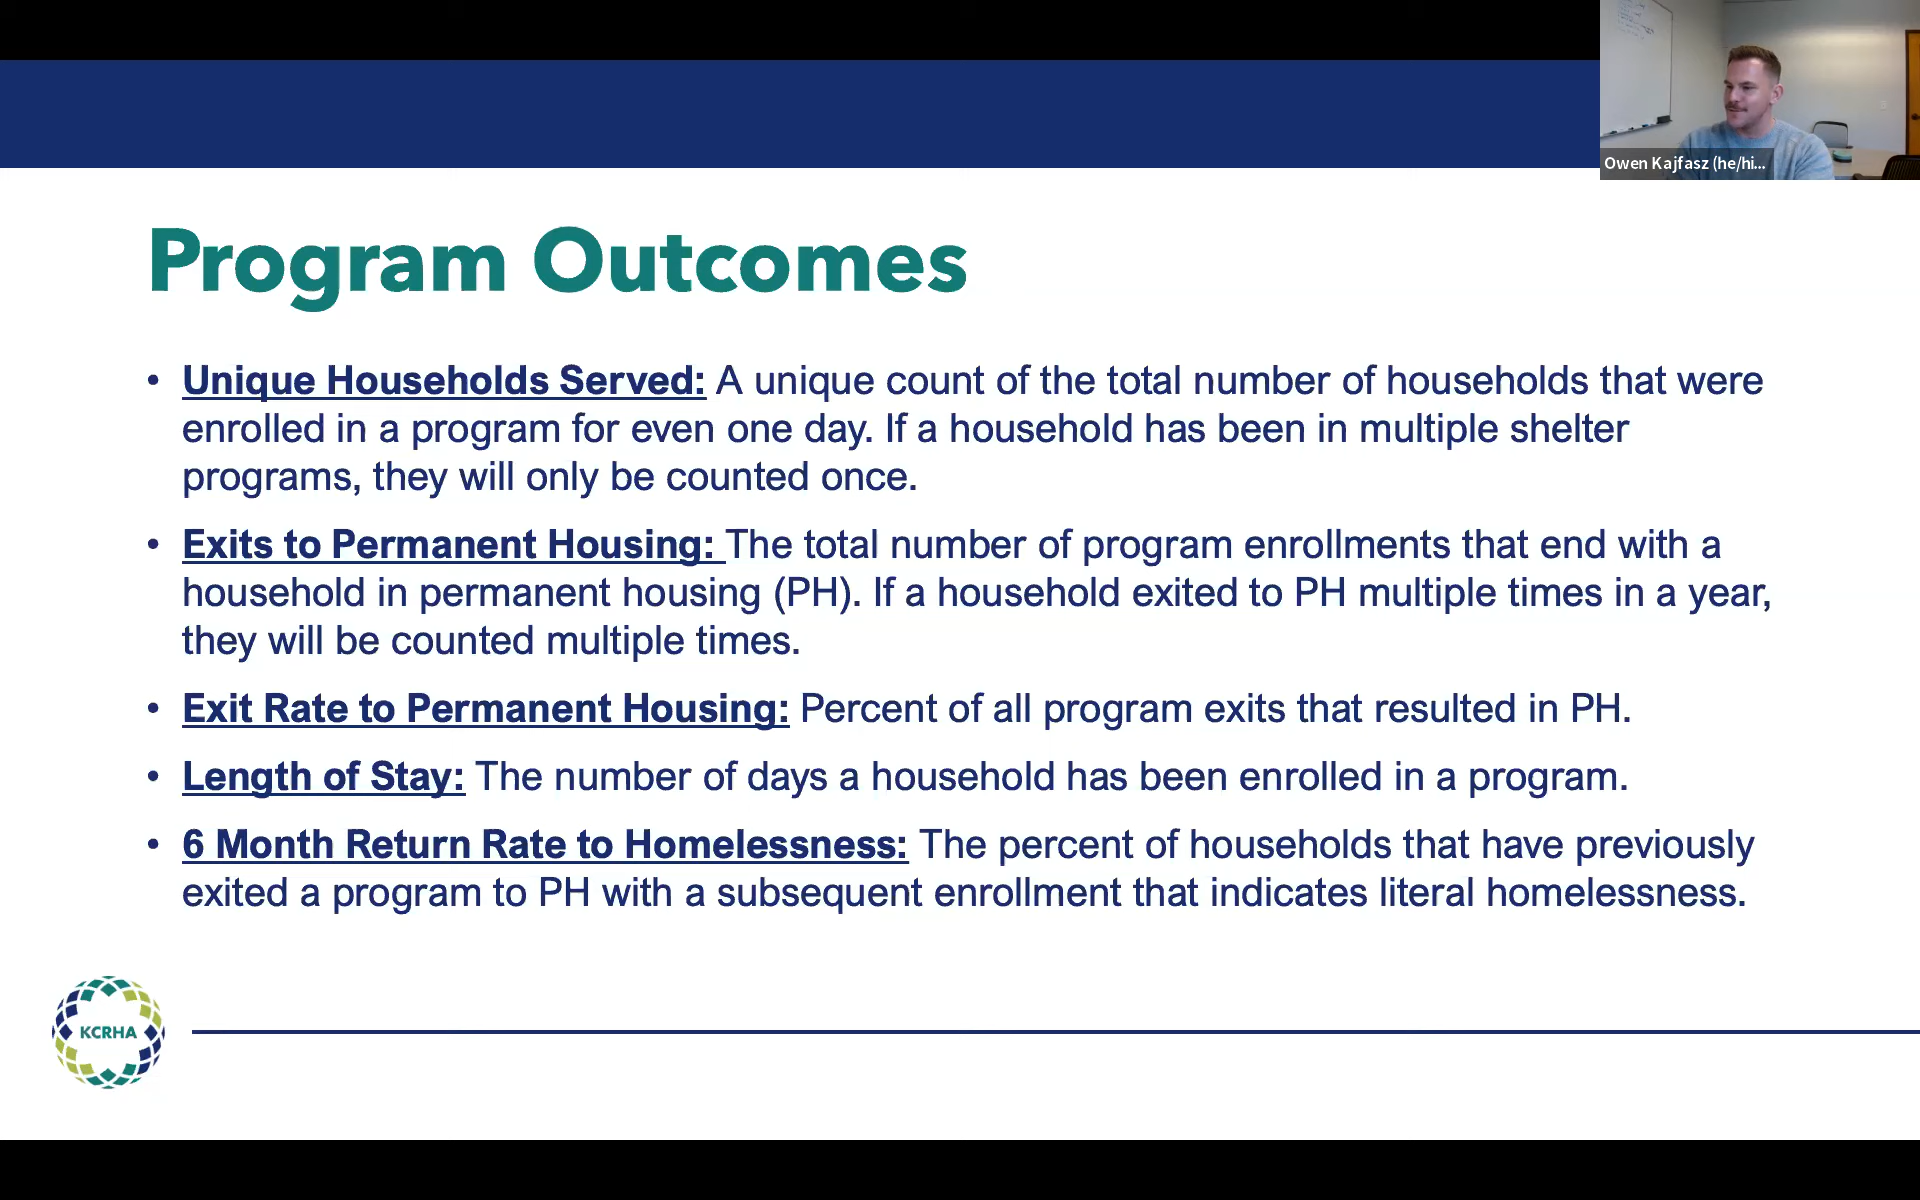 Owen Kajfasz (he/hi...
Program Outcomes
• Unique Households Served: A unique count of the total number of households that were
enrolled in a program for even one day. If a household has been in multiple shelter
programs, they will only be counted once.
• Exits to Permanent Housing: The total number of program enrollments that end with a
household in permanent housing (PH). If a household exited to PH multiple times in a year,
they will be counted multiple times.
• Exit Rate to Permanent Housing: Percent of all program exits that resulted in PH.
• Length of Stay: The number of days a household has been enrolled in a program.
• 6 Month Return Rate to Homelessness: The percent of households that have previously
exited a program to PH with a subsequent enrollment that indicates literal homelessness.
KCRHA